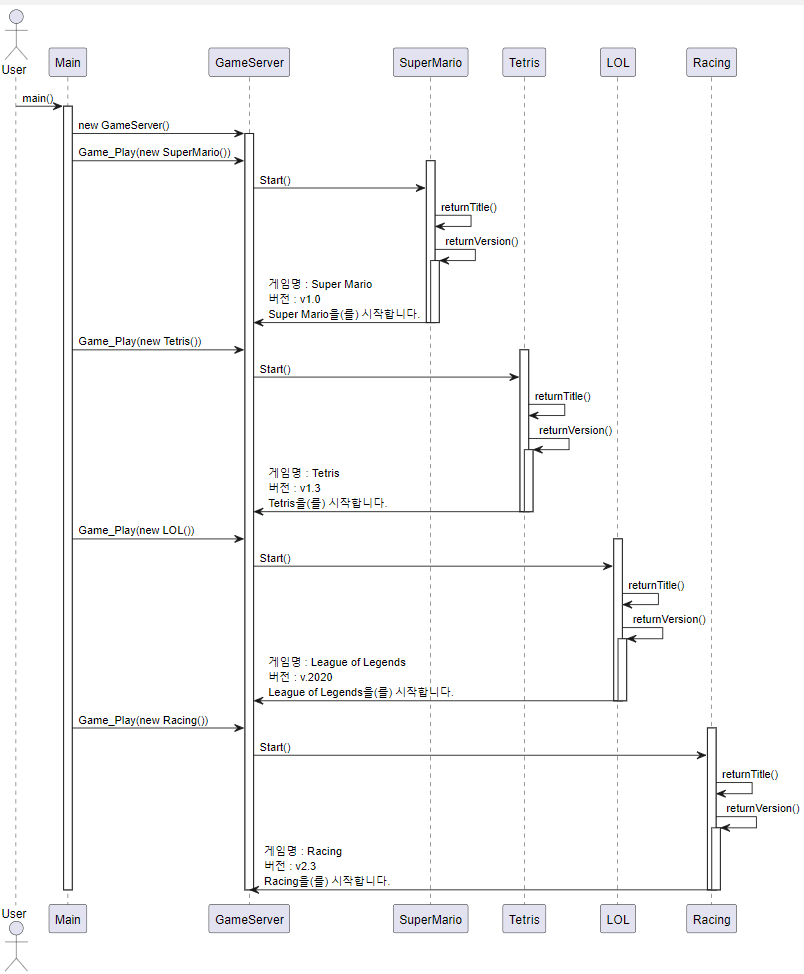 User
Main
GameServer
SuperMario
Tetris
LOL
Racing
main()
new GameServer()
Game_Play(new SuperMario())
Start()
returnTitle()
returnVersion()
게임명 : Super Mario
버전 : v1.0
Super Mario을(를) 시작합니다.
Game_Play(new Tetris())
Start()
returnTitle()
returnVersion()
게임명 : Tetris
버전 : v1.3
Tetris을(를) 시작합니다.
Game_Play(new LOL())
Start()
returnTitle()
returnVersion()
게임명 : League of Legends
버전 : v.2020
League of Legends을(를) 시작합니다.
Game_Play(new Racing())
Start()
returnTitle()
returnVersion()
게임명 : Racing
버전 : v2.3
Racing을(를) 시작합니다.
User
Main
GameServer
SuperMario
Tetris
LOL
Racing